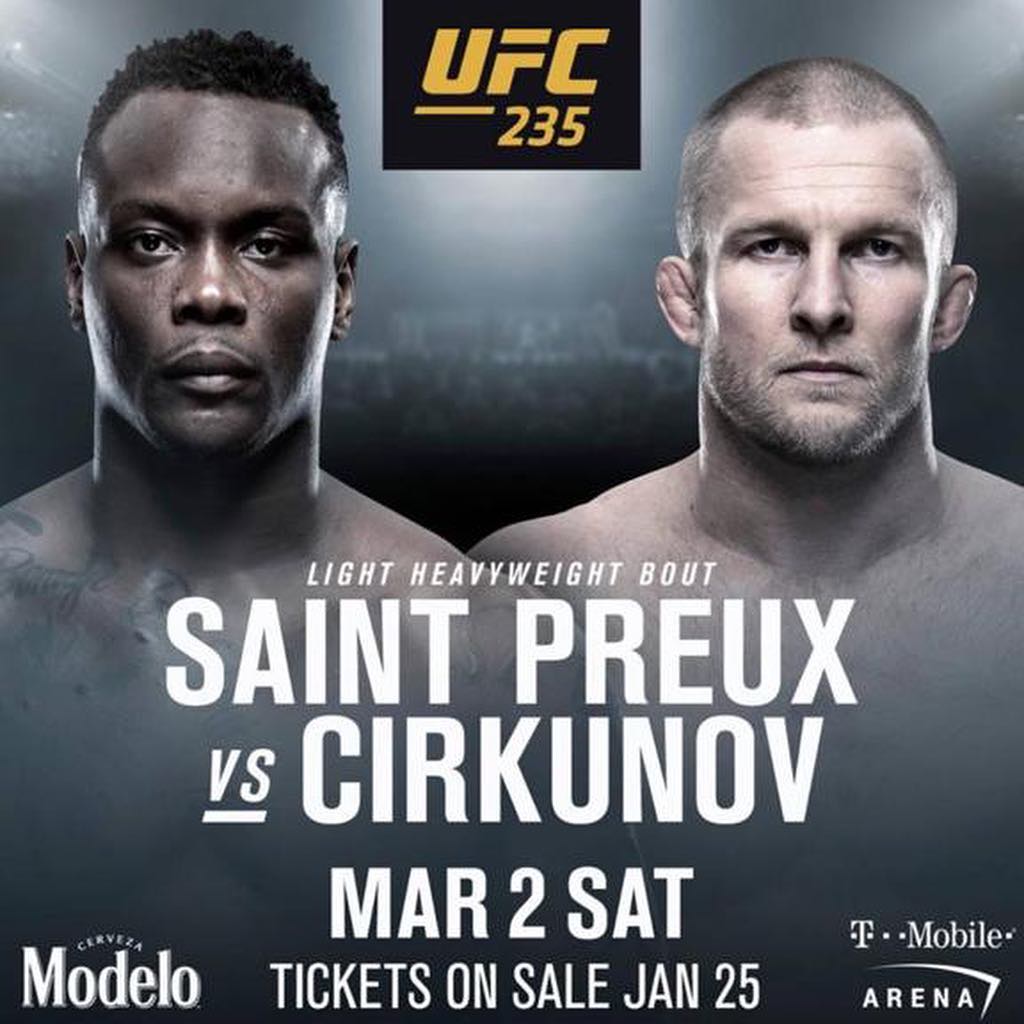 UFC
235
LIGHT HEAVYWEIGHT BOUT
SAINT PREUX
VS CIRKUNOV
MAR 2 SAT
CERVEZA
Modelo
TICKETS ON SALE JAN 25
T··Mobile·
ARENA